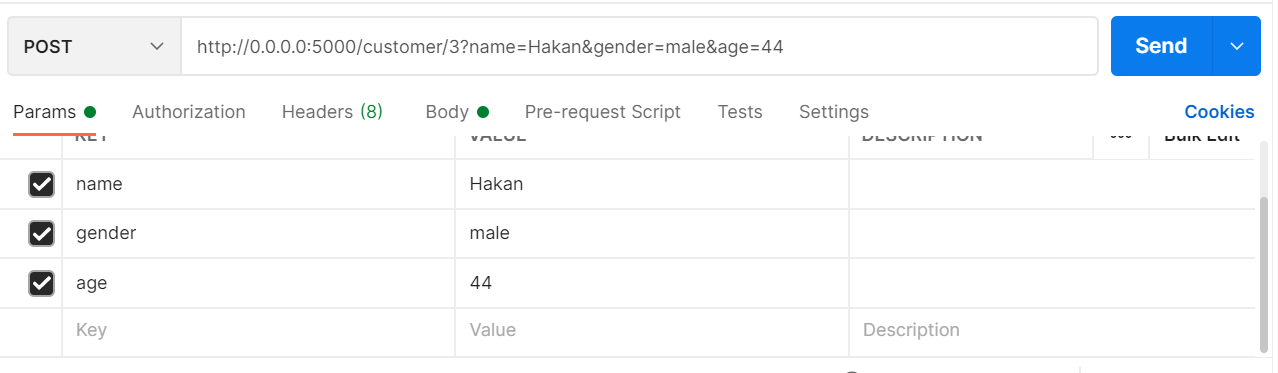 POST http://0.0.0.0:5000/customer/3?name=Hakan&gender=male&age=44 Send
Params Authorization Headers (8) Body Pre-request Script Tests Settings Cookies
KEY VALUE DESCRIPTION ooo Bulk Edit
name Hakan
gender male
age 44
Key Value Description